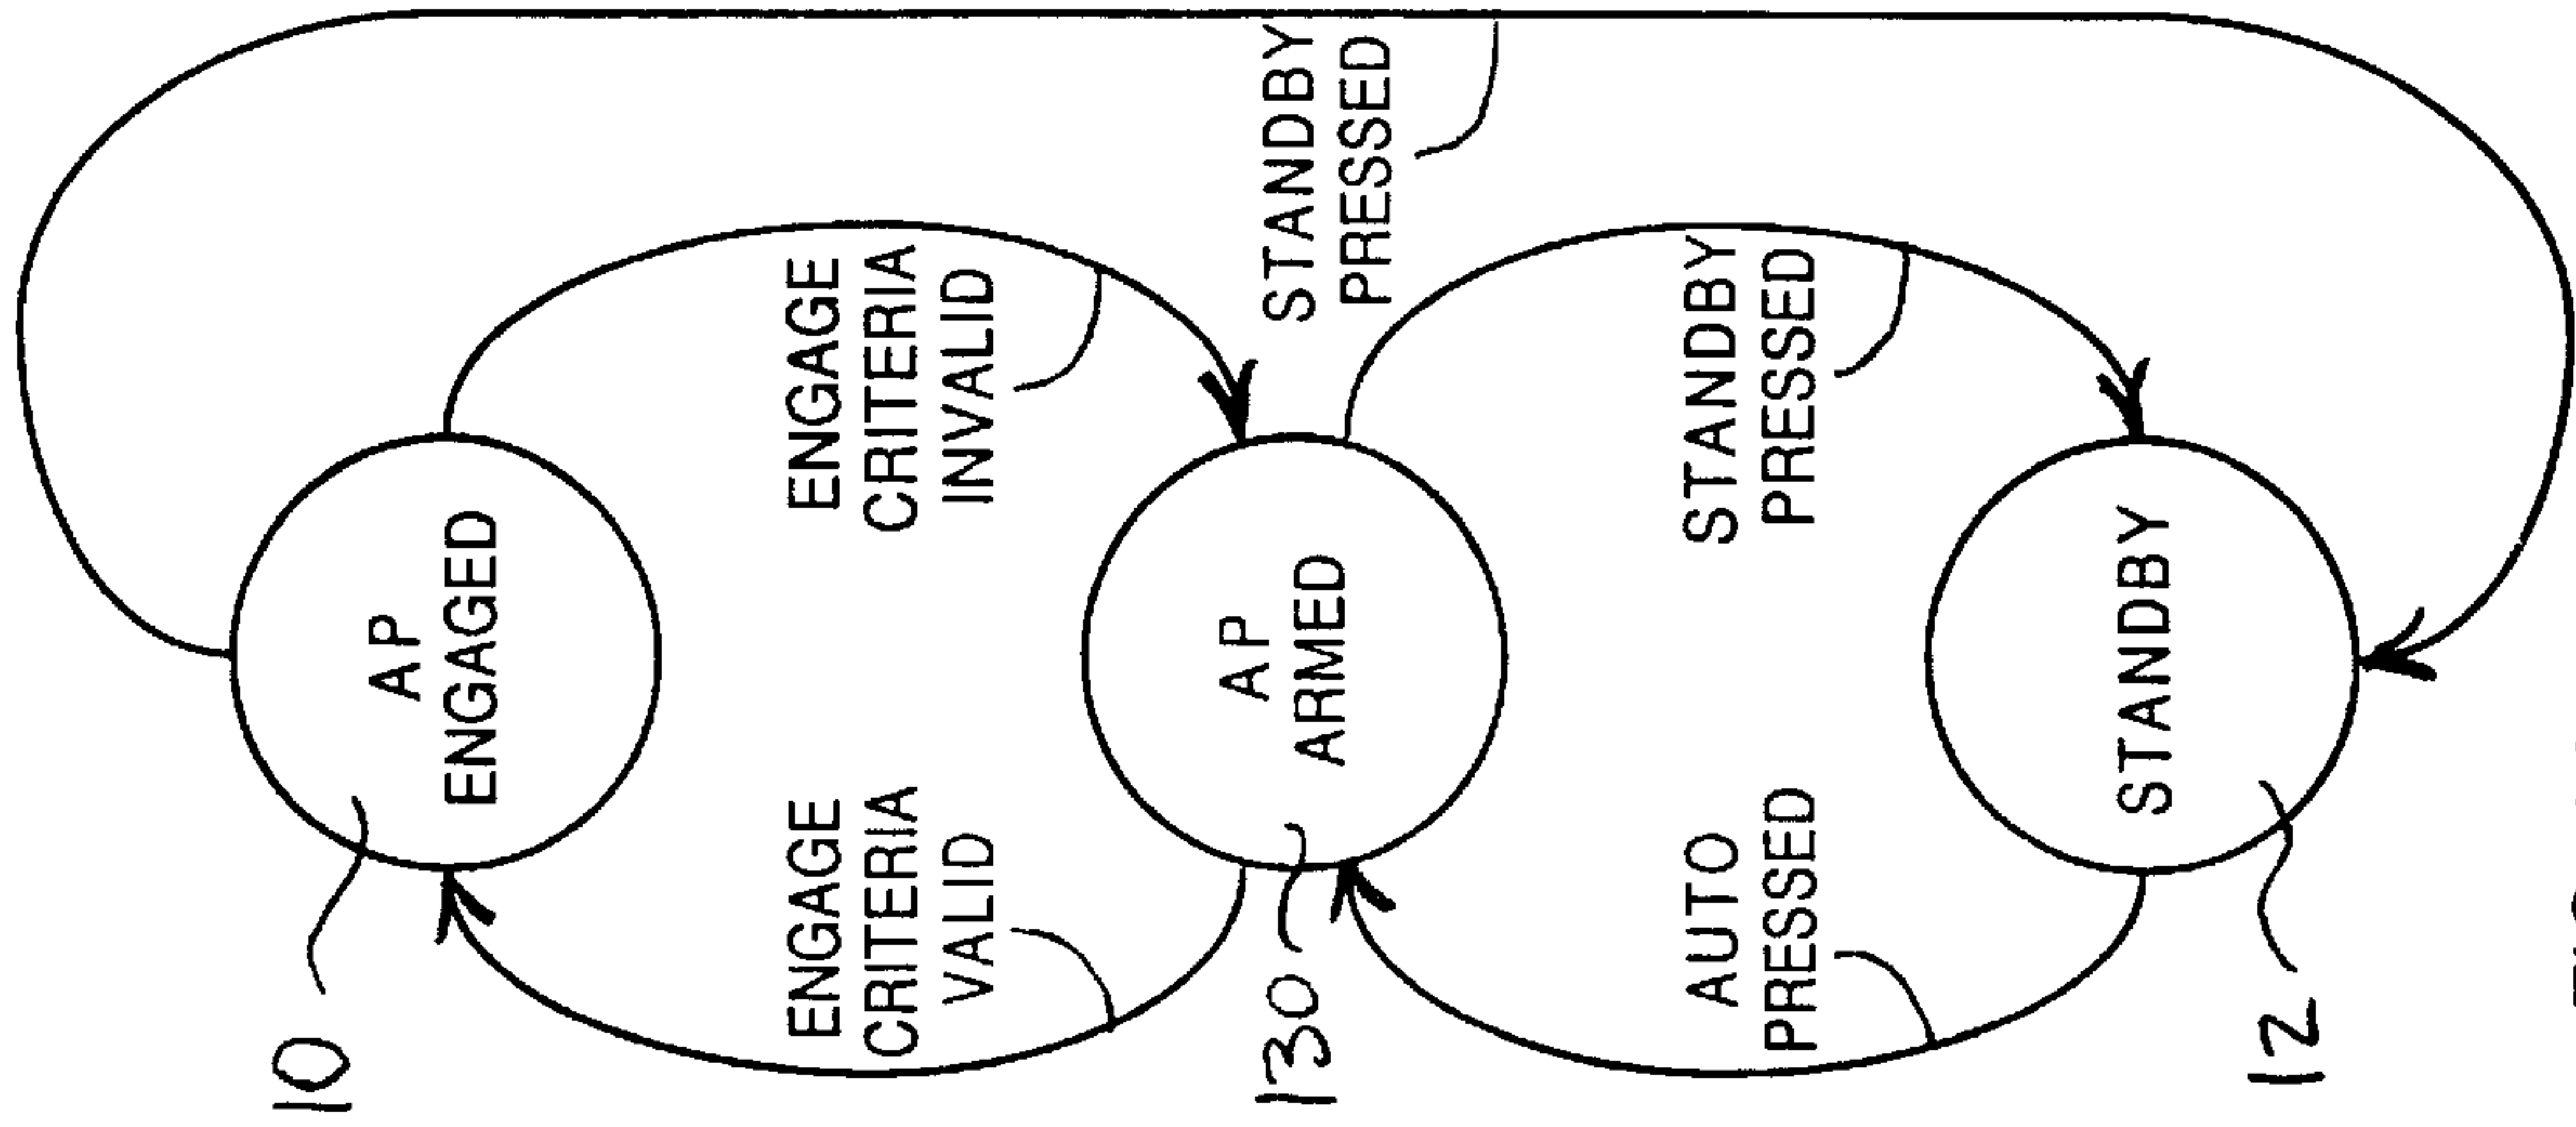 STANDBY
PRESSED
ENGAGE
CRITERIA
INVALID
STANDBY
PRESSED
AP
ENGAGED
AP
ARMED
STANDBY
ENGAGE
CRITERIA
VALID
AUTO
PRESSED
10
130
12